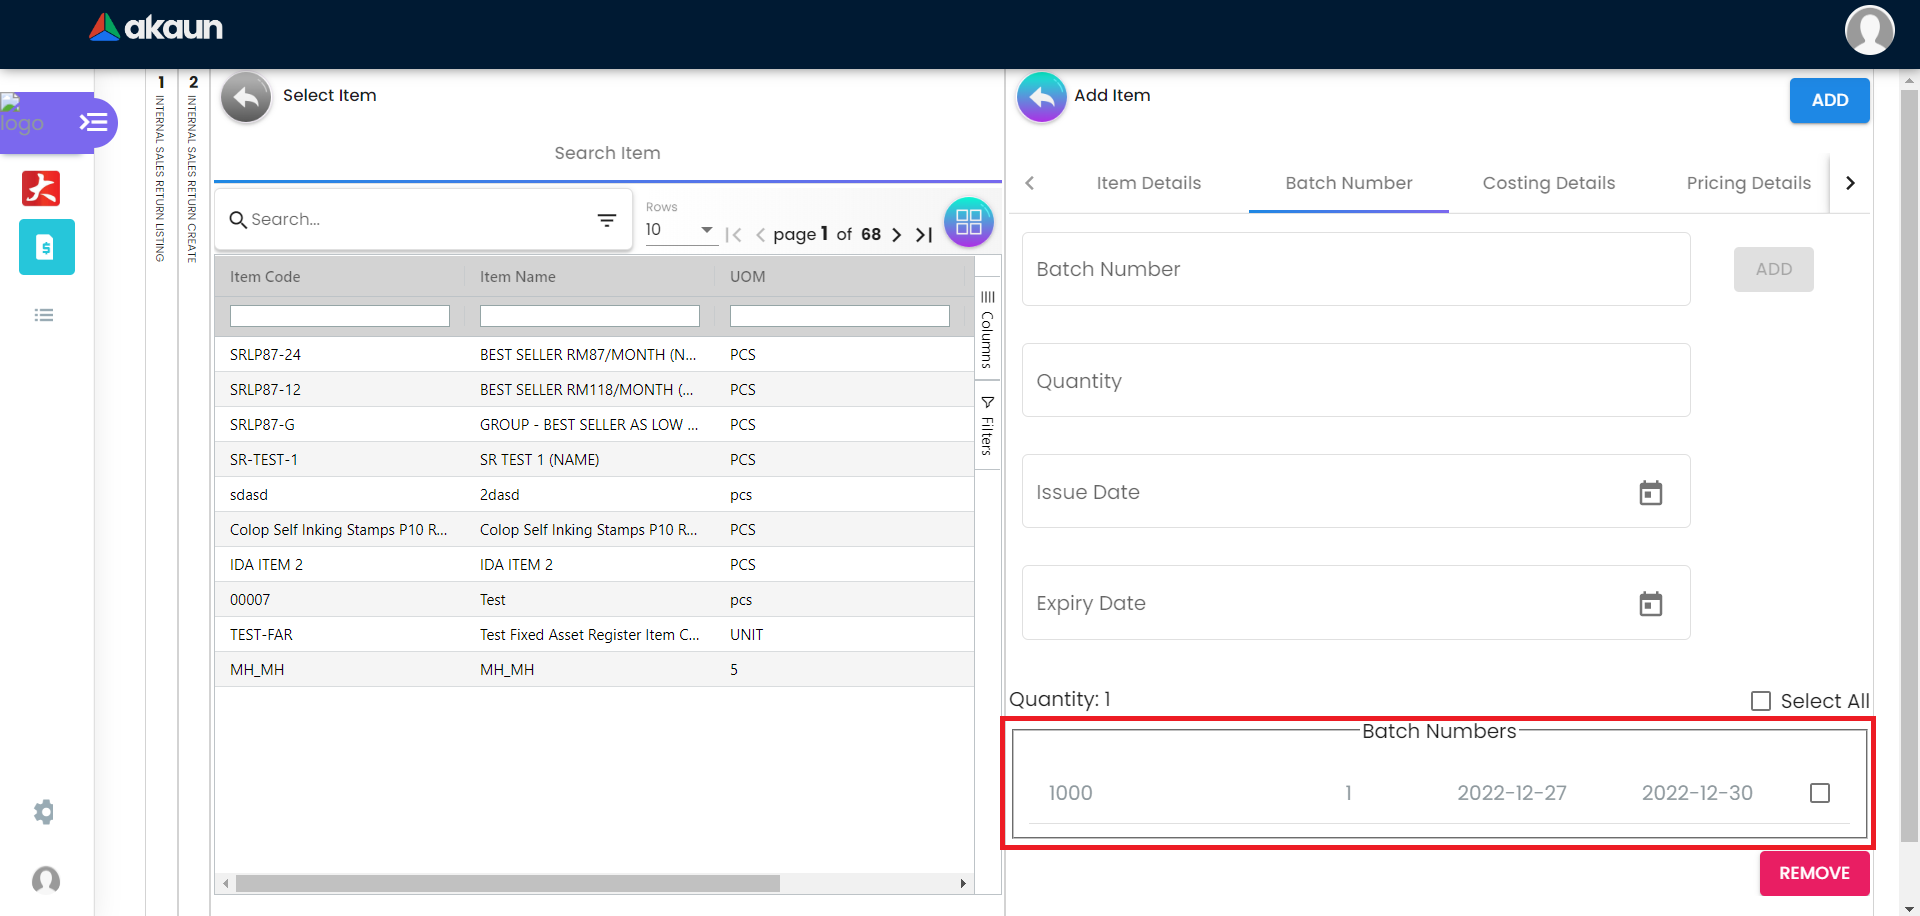 akaun
logo
1
INTERNAL SALES RETURN LISTING
2
INTERNAL SALES RETURN CREATE
Select Item
Search Item
Search...
Rows
10
page 1 of 68
Item Code Item Name UOM
SRLP87-24 BEST SELLER RM87/MONTH (N... PCS
SRLP87-12 BEST SELLER RM118/MONTH (... PCS
SRLP87-G GROUP - BEST SELLER AS LOW ... PCS
SR-TEST-1 SR TEST 1 (NAME) PCS
sdasd 2dasd pcs
Colop Self Inking Stamps P10 R... Colop Self Inking Stamps P10 R... PCS
IDA ITEM 2 IDA ITEM 2 PCS
00007 Test pcs
TEST-FAR Test Fixed Asset Register Item C... UNIT
MH_MH MH_MH 5
Columns
Filters
Add Item
ADD
Item Details Batch Number Costing Details Pricing Details
Batch Number
ADD
Quantity
Issue Date
Expiry Date
Quantity: 1
Select All
Batch Numbers
1000 1 2022-12-27 2022-12-30
REMOVE